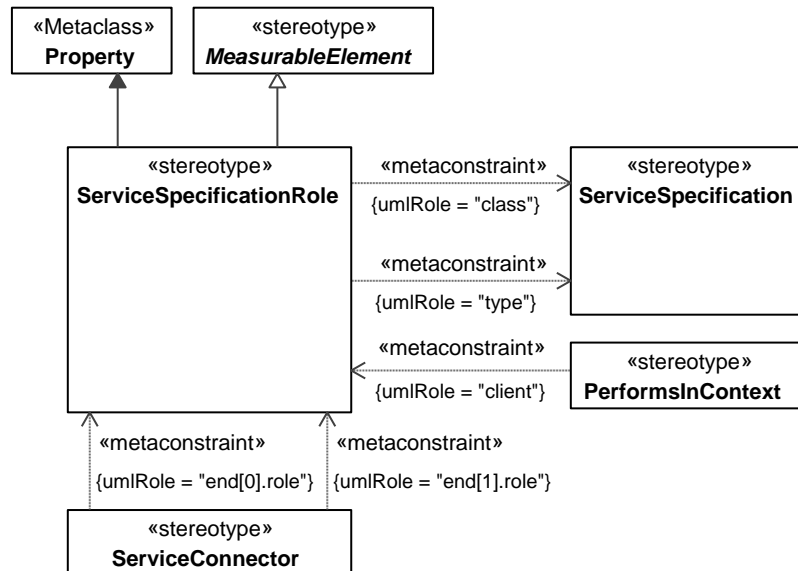 «Metaclass»
Property
«stereotype»
MeasurableElement
«stereotype»
ServiceSpecificationRole
«metaconstraint»
{umlRole = "class"}
«stereotype»
ServiceSpecification
«metaconstraint»
{umlRole = "type"}
«metaconstraint»
{umlRole = "client"}
«stereotype»
PerformsInContext
«metaconstraint»
{umlRole = "end[0].role"}
«metaconstraint»
{umlRole = "end[1].role"}
«stereotype»
ServiceConnector